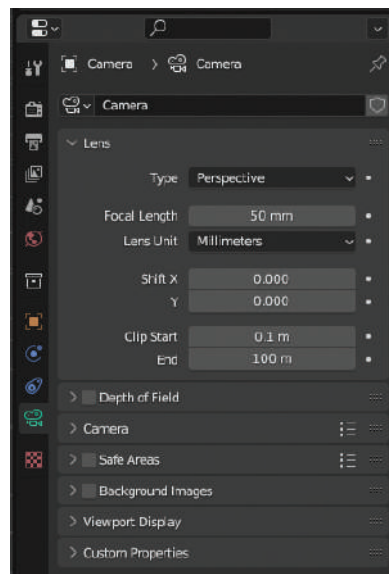 Camera > Camera
Camera
Lens
Type Perspective
Focal Length 50 mm
Lens Unit Millimeters
Shift X 0.000
Y 0.000
Clip Start 0.1 m
End 100 m
Depth of Field
Camera
Safe Areas
Background Images
Viewport Display
Custom Properties